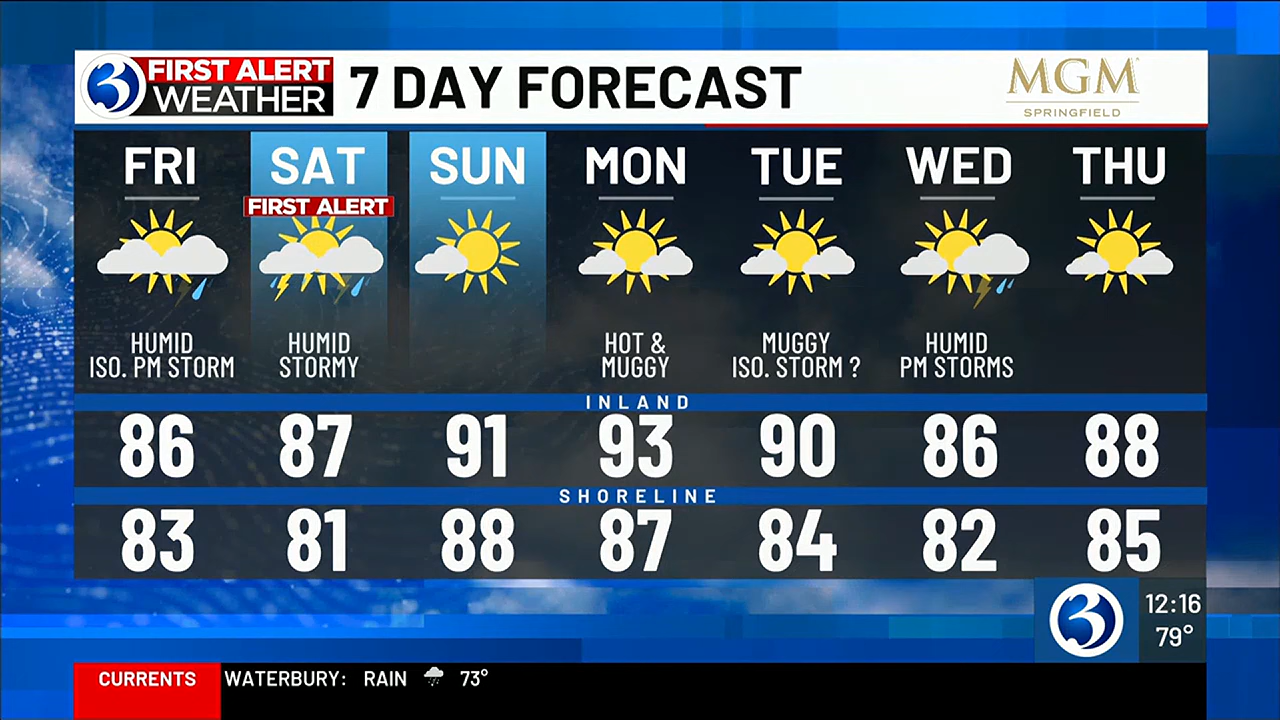 3 FIRST ALERT WEATHER
7 DAY FORECAST
MGM
SPRINGFIELD
FRI SAT SUN MON TUE WED THU
FIRST ALERT
HUMID
ISO. PM STORM
HUMID
STORMY
HOT &
MUGGY
MUGGY
ISO. STORM ?
HUMID
PM STORMS
INLAND
86 87 91 93 90 86 88
SHORELINE
83 81 88 87 84 82 85
3
12:16
79°
CURRENTS
WATERBURY: RAIN 73°